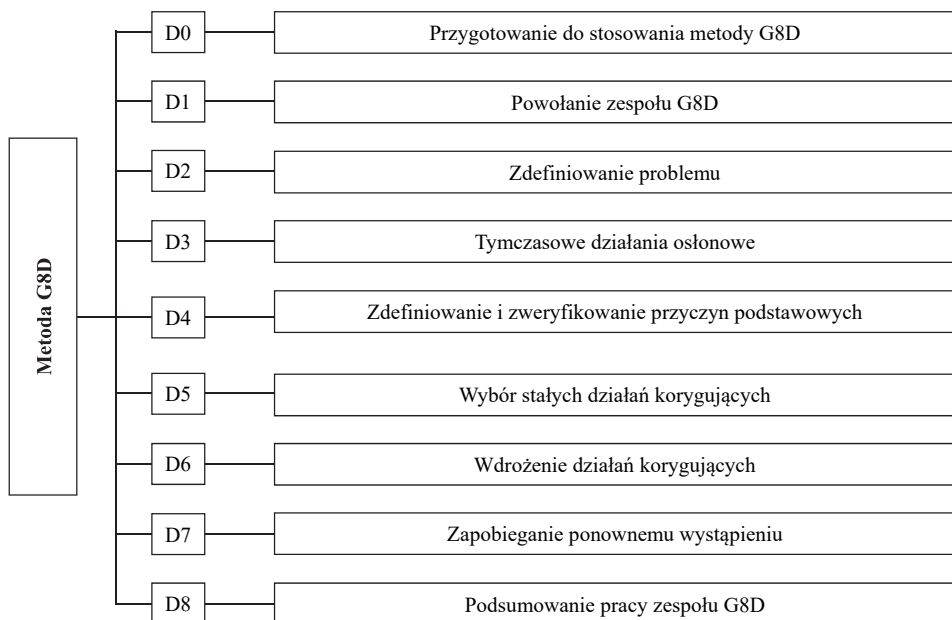 Metoda G8D
D0
Przygotowanie do stosowania metody G8D
D1
Powołanie zespołu G8D
D2
Zdefiniowanie problemu
D3
Tymczasowe działania osłonowe
D4
Zdefiniowanie i zweryfikowanie przyczyn podstawowych
D5
Wybór stałych działań korygujących
D6
Wdrożenie działań korygujących
D7
Zapobieganie ponownemu wystąpieniu
D8
Podsumowanie pracy zespołu G8D